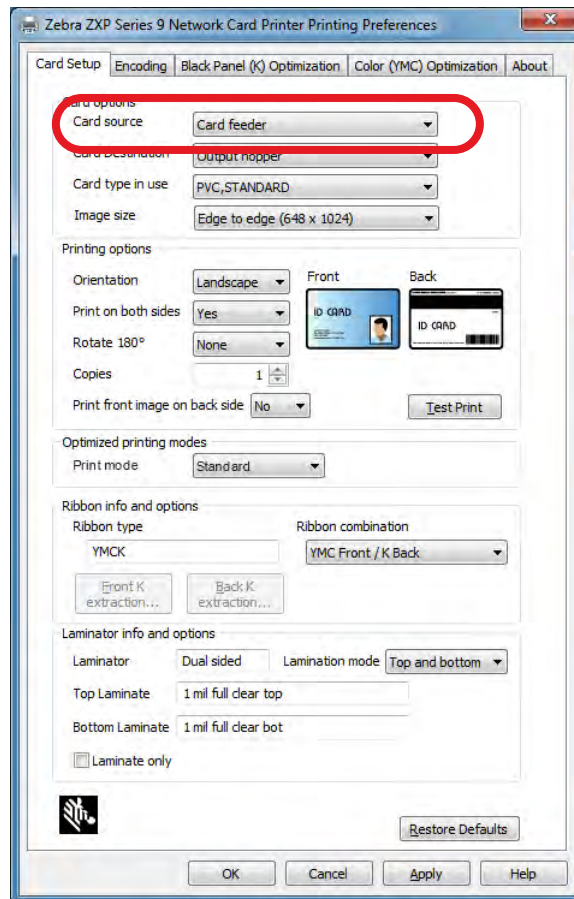 Zebra ZXP Series 9 Network Card Printer Printing Preferences
Card Setup Encoding Black Panel (K) Optimization Color (YMC) Optimization About
Card options
Card source Card feeder
Card Destination Output hopper
Card type in use PVC,STANDARD
Image size Edge to edge (648 x 1024)
Printing options
Orientation Landscape Front Back
Print on both sides Yes ID CARD ID CARD
Rotate 180° None
Copies 1
Print front image on back side No Test Print
Optimized printing modes
Print mode Standard
Ribbon info and options
Ribbon type Ribbon combination
YMCK YMC Front / K Back
Front K extraction... Back K extraction...
Laminator info and options
Laminator Dual sided Lamination mode Top and bottom
Top Laminate 1 mil full clear top
Bottom Laminate 1 mil full clear bot
Laminate only
Restore Defaults
OK Cancel Apply Help